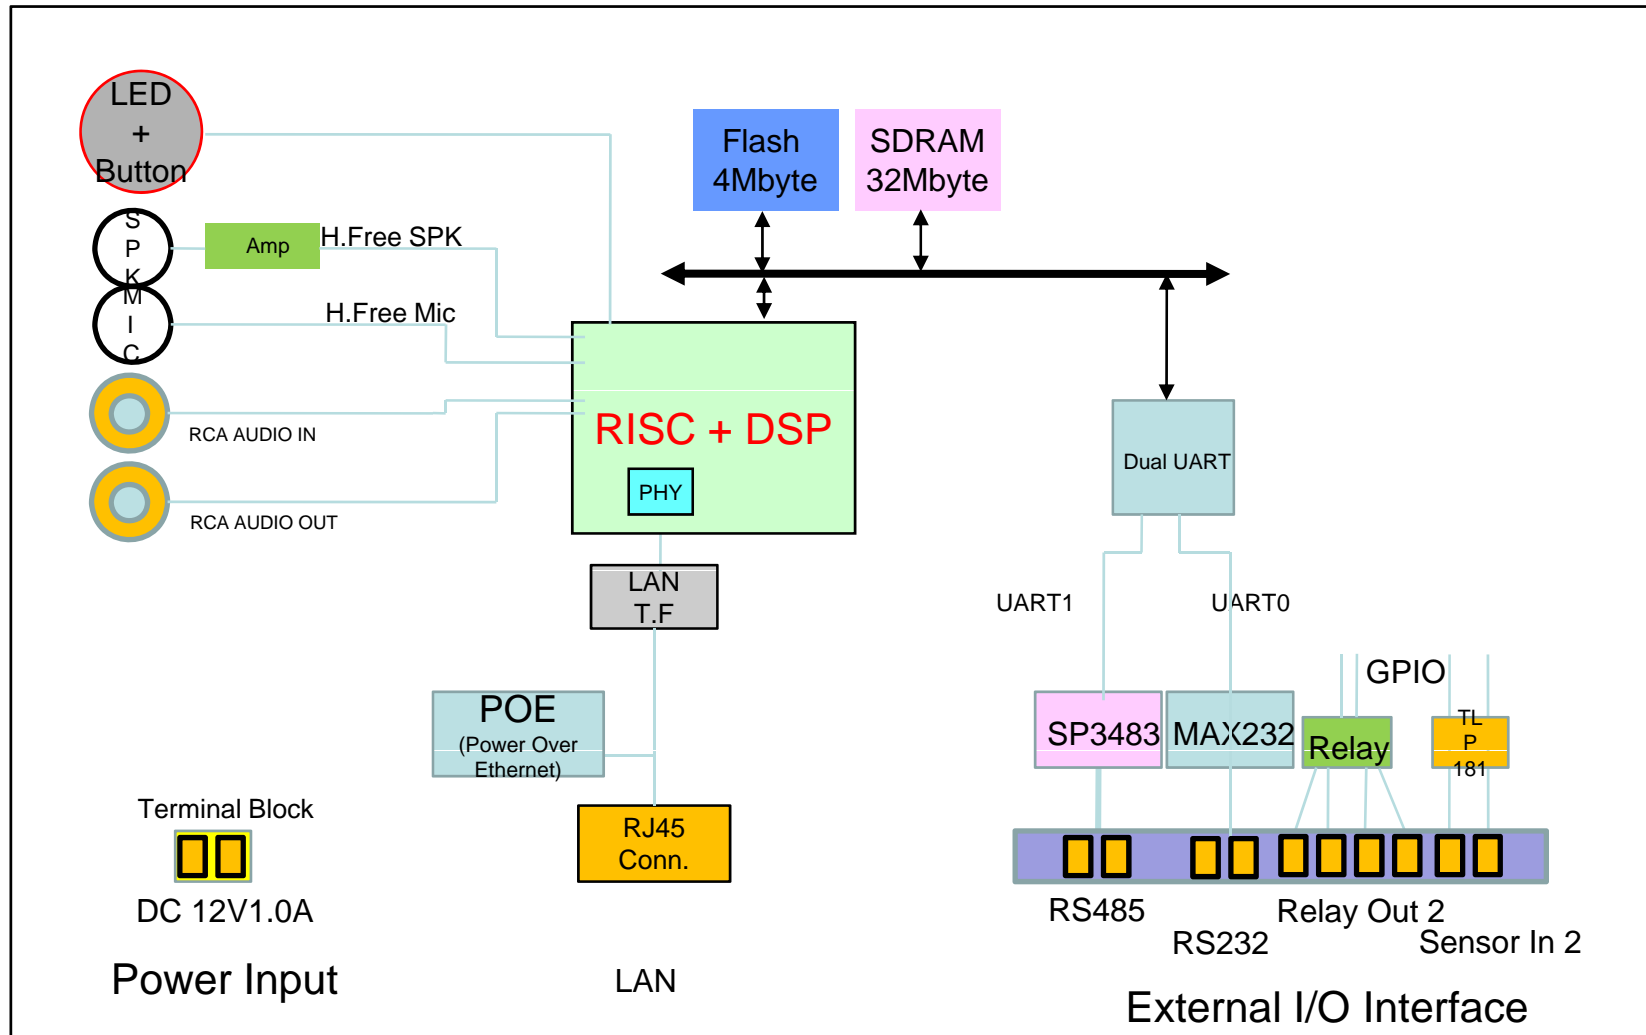 LED
+
Button
S
P
K
Amp
H.Free SPK
M
I
C
H.Free Mic
RCA AUDIO IN
RCA AUDIO OUT
Flash
4Mbyte
SDRAM
32Mbyte
RISC + DSP
PHY
Dual UART
LAN
T.F
UART1
UART0
POE
(Power Over
Ethernet)
GPIO
SP3483
MAX232
Relay
TL
P
181
Terminal Block
RJ45
Conn.
DC 12V1.0A
RS485
RS232
Relay Out 2
Sensor In 2
Power Input
LAN
External I/O Interface